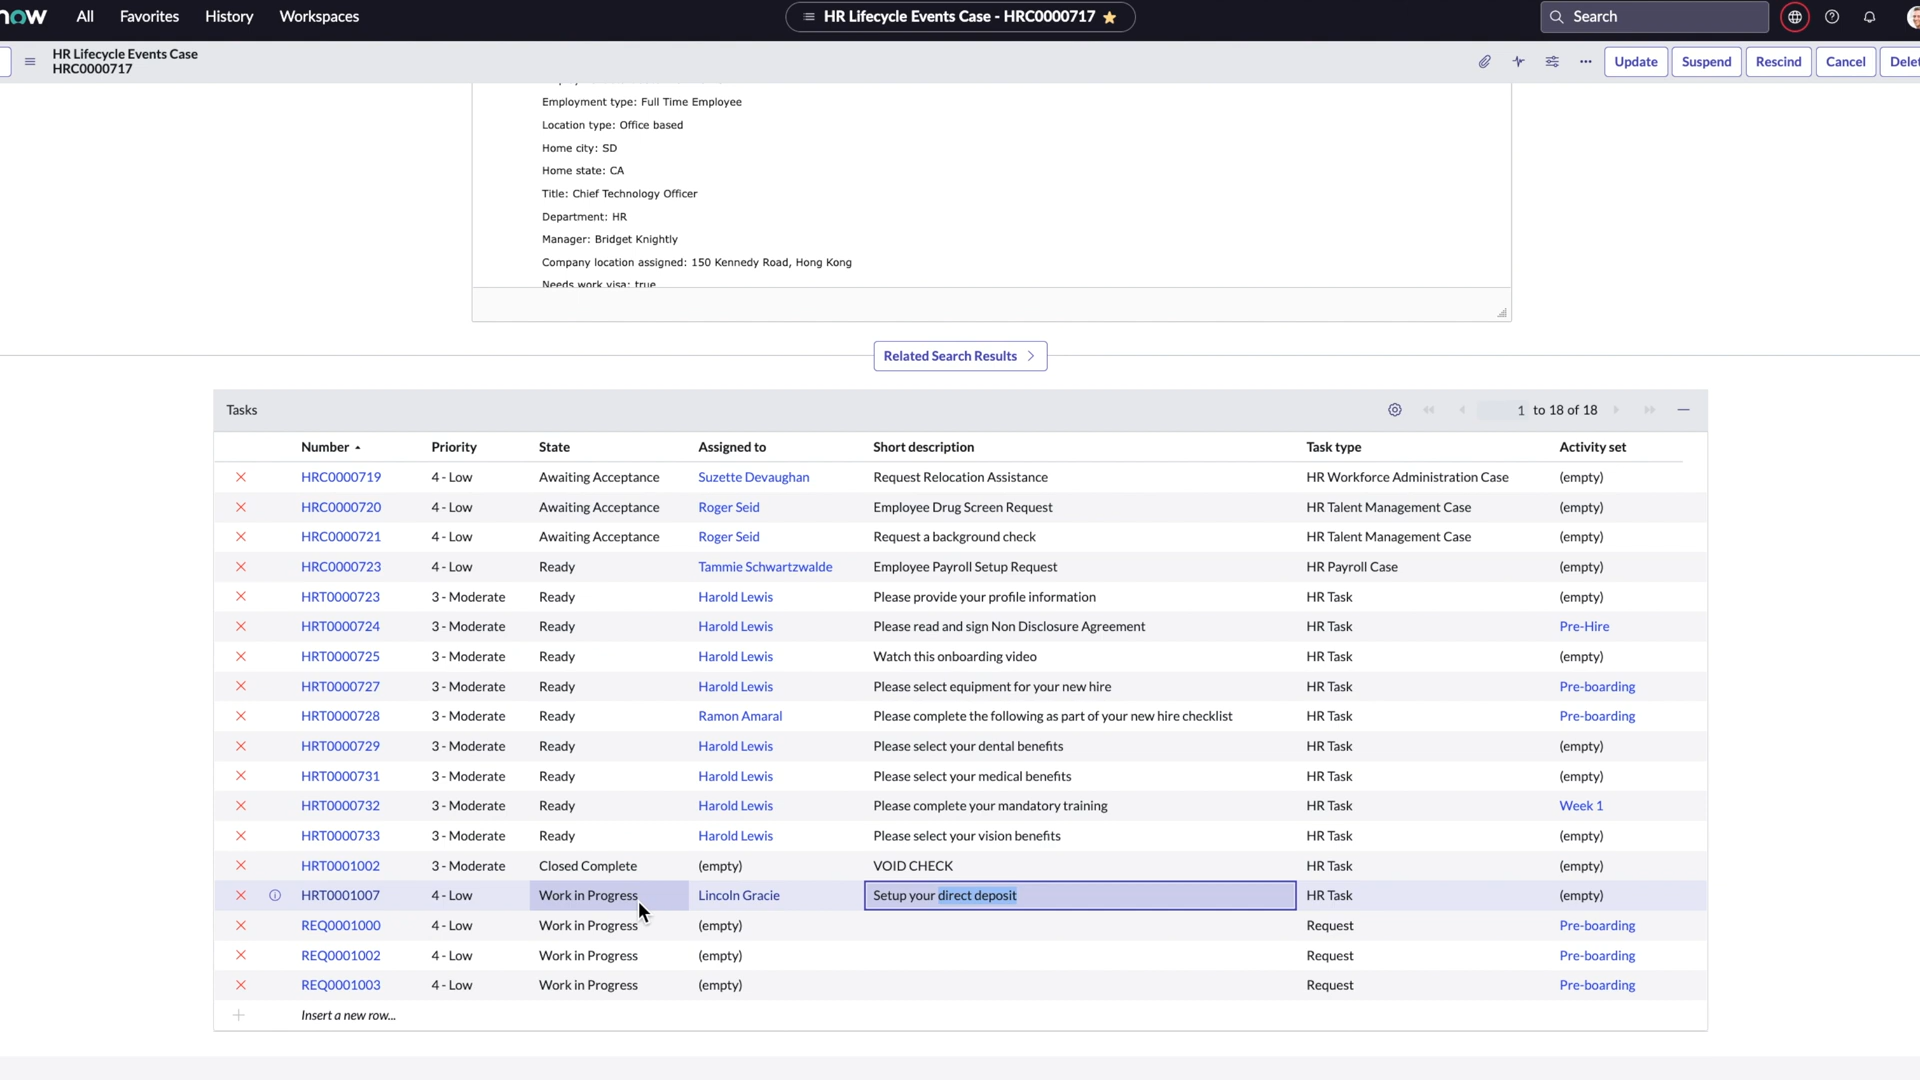 now All Favorites History Workspaces HR Lifecycle Events Case - HRC0000717 Search
HR Lifecycle Events Case
HRC0000717
Update Suspend Rescind Cancel Delet
Employment type: Full Time Employee
Location type: Office based
Home city: SD
Home state: CA
Title: Chief Technology Officer
Department: HR
Manager: Bridget Knightly
Company location assigned: 150 Kennedy Road, Hong Kong
Needs work visa: true
Related Search Results
Tasks 1 to 18 of 18
Number Priority State Assigned to Short description Task type Activity set
HRC0000719 4 - Low Awaiting Acceptance Suzette Devaughan Request Relocation Assistance HR Workforce Administration Case (empty)
HRC0000720 4 - Low Awaiting Acceptance Roger Seid Employee Drug Screen Request HR Talent Management Case (empty)
HRC0000721 4 - Low Awaiting Acceptance Roger Seid Request a background check HR Talent Management Case (empty)
HRC0000723 4 - Low Ready Tammie Schwartzwalde Employee Payroll Setup Request HR Payroll Case (empty)
HRT0000723 3 - Moderate Ready Harold Lewis Please provide your profile information HR Task (empty)
HRT0000724 3 - Moderate Ready Harold Lewis Please read and sign Non Disclosure Agreement HR Task Pre-Hire
HRT0000725 3 - Moderate Ready Harold Lewis Watch this onboarding video HR Task (empty)
HRT0000727 3 - Moderate Ready Harold Lewis Please select equipment for your new hire HR Task Pre-boarding
HRT0000728 3 - Moderate Ready Ramon Amaral Please complete the following as part of your new hire checklist HR Task Pre-boarding
HRT0000729 3 - Moderate Ready Harold Lewis Please select your dental benefits HR Task (empty)
HRT0000731 3 - Moderate Ready Harold Lewis Please select your medical benefits HR Task (empty)
HRT0000732 3 - Moderate Ready Harold Lewis Please complete your mandatory training HR Task Week 1
HRT0000733 3 - Moderate Ready Harold Lewis Please select your vision benefits HR Task (empty)
HRT0001002 3 - Moderate Closed Complete (empty) VOID CHECK HR Task (empty)
HRT0001007 4 - Low Work in Progress Lincoln Gracie Setup your direct deposit HR Task (empty)
REQ0001000 4 - Low Work in Progress (empty) Request Pre-boarding
REQ0001002 4 - Low Work in Progress (empty) Request Pre-boarding
REQ0001003 4 - Low Work in Progress (empty) Request Pre-boarding
Insert a new row...